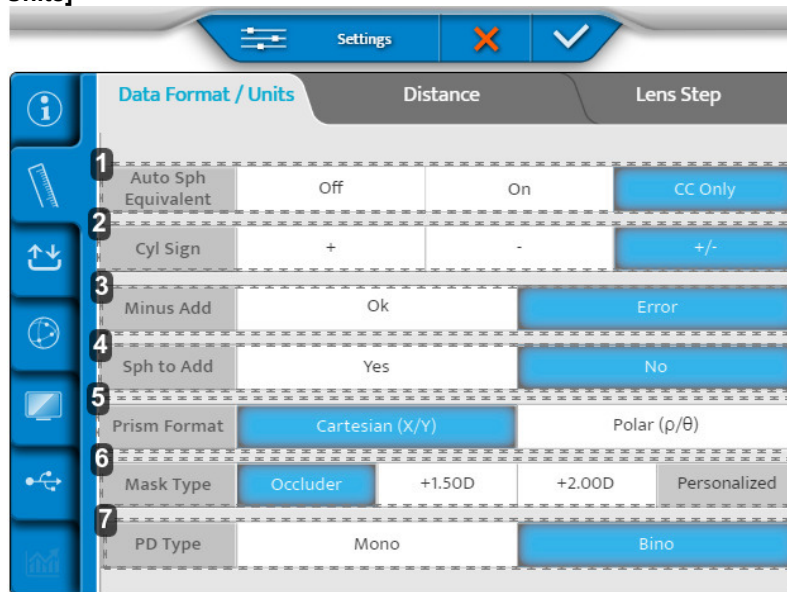 Units]
Settings
Data Format / Units Distance Lens Step
1
Auto Sph
Equivalent Off On CC Only
2
Cyl Sign + - +/-
3
Minus Add Ok Error
4
Sph to Add Yes No
5
Prism Format Cartesian (X/Y) Polar (ρ/θ)
6
Mask Type Occluder +1.50D +2.00D Personalized
7
PD Type Mono Bino